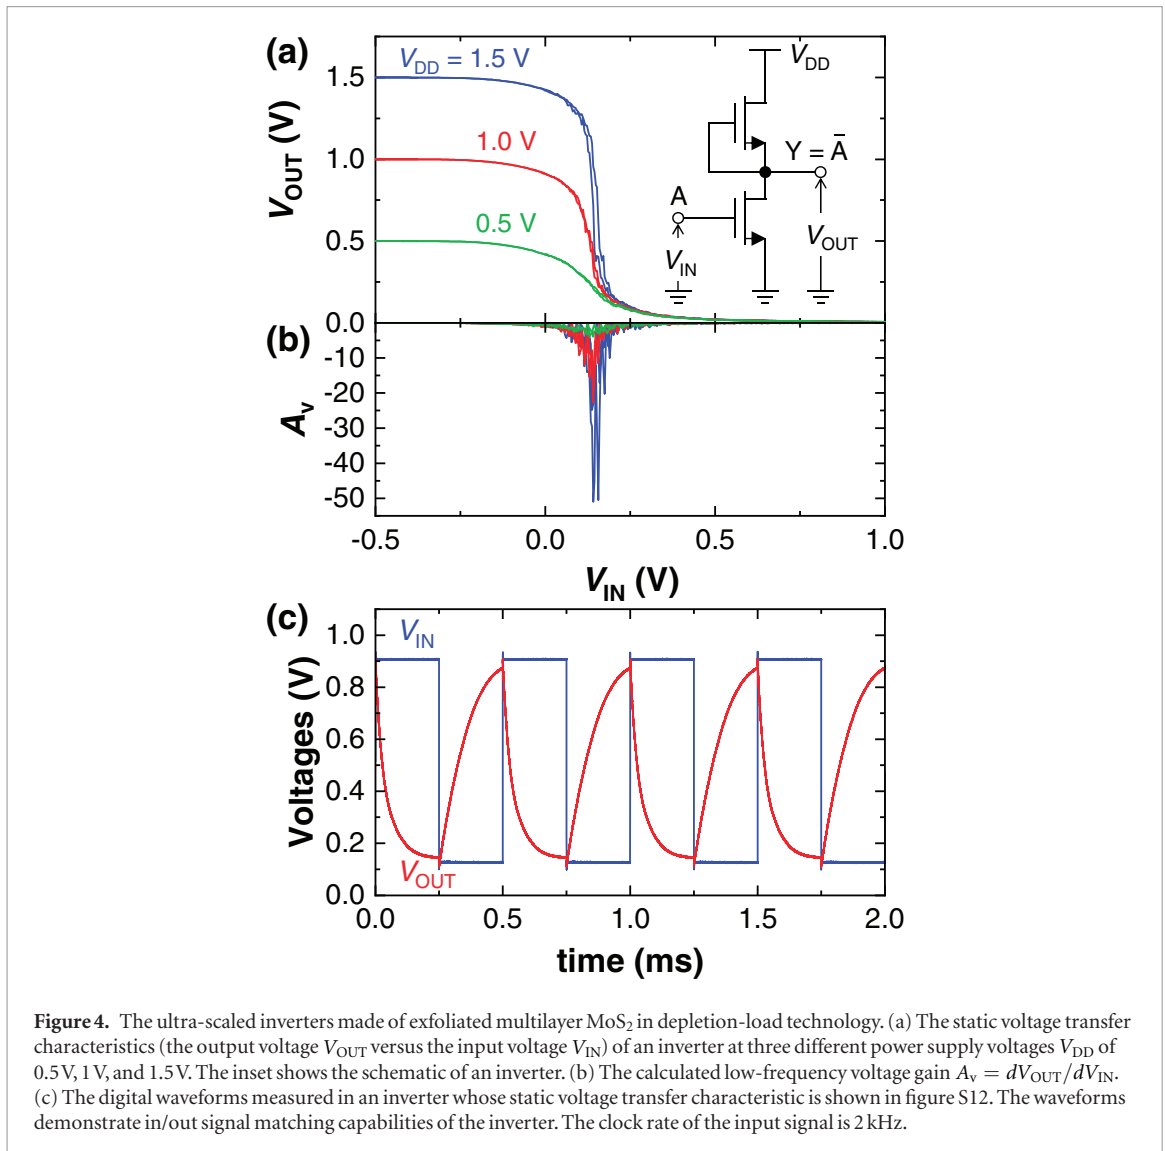 (a)
V_DD = 1.5 V
1.0 V
0.5 V
V_OUT (V)
1.5
1.0
0.5
0.0
V_DD
Y = Ā
A
V_IN
V_OUT
(b)
A_v
-10
-20
-30
-40
-50
-0.5 0.0 0.5 1.0
V_IN (V)
(c)
V_IN
V_OUT
Voltages (V)
1.0
0.8
0.6
0.4
0.2
0.0
0.0 0.5 1.0 1.5 2.0
time (ms)
Figure 4. The ultra-scaled inverters made of exfoliated multilayer MoS₂ in depletion-load technology. (a) The static voltage transfer
characteristics (the output voltage V_OUT versus the input voltage V_IN) of an inverter at three different power supply voltages V_DD of
0.5 V, 1 V, and 1.5 V. The inset shows the schematic of an inverter. (b) The calculated low-frequency voltage gain A_v = dV_OUT/dV_IN.
(c) The digital waveforms measured in an inverter whose static voltage transfer characteristic is shown in figure S12. The waveforms
demonstrate in/out signal matching capabilities of the inverter. The clock rate of the input signal is 2 kHz.